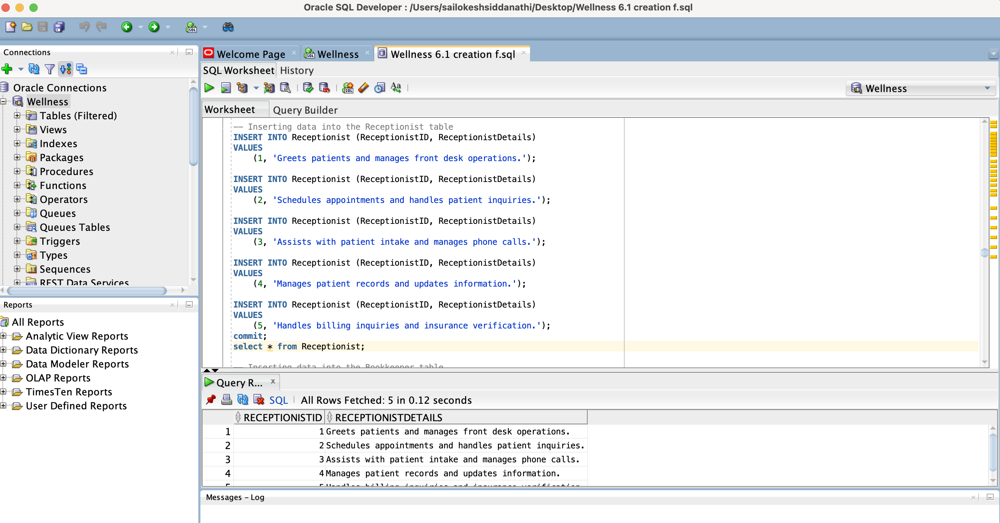 Oracle SQL Developer : /Users/sailokeshsiddanathi/Desktop/Wellness 6.1 creation f.sql
Connections
Oracle Connections
Wellness
Tables (Filtered)
Views
Indexes
Packages
Procedures
Functions
Operators
Queues
Queues Tables
Triggers
Types
Sequences
REST Data Services
Reports
All Reports
Analytic View Reports
Data Dictionary Reports
Data Modeler Reports
OLAP Reports
TimesTen Reports
User Defined Reports
Welcome Page
Wellness
Wellness 6.1 creation f.sql
SQL Worksheet History
Wellness
Worksheet Query Builder
-- Inserting data into the Receptionist table
INSERT INTO Receptionist (ReceptionistID, ReceptionistDetails)
VALUES
(1, 'Greets patients and manages front desk operations.');
INSERT INTO Receptionist (ReceptionistID, ReceptionistDetails)
VALUES
(2, 'Schedules appointments and handles patient inquiries.');
INSERT INTO Receptionist (ReceptionistID, ReceptionistDetails)
VALUES
(3, 'Assists with patient intake and manages phone calls.');
INSERT INTO Receptionist (ReceptionistID, ReceptionistDetails)
VALUES
(4, 'Manages patient records and updates information.');
INSERT INTO Receptionist (ReceptionistID, ReceptionistDetails)
VALUES
(5, 'Handles billing inquiries and insurance verification.');
commit;
select * from Receptionist;
-- Inserting data into the Bookkeeper table
Query R...
SQL All Rows Fetched: 5 in 0.12 seconds
RECEPTIONISTID RECEPTIONISTDETAILS
1 1 Greets patients and manages front desk operations.
2 2 Schedules appointments and handles patient inquiries.
3 3 Assists with patient intake and manages phone calls.
4 4 Manages patient records and updates information.
5 5 Handles billing inquiries and insurance verification.
Messages - Log